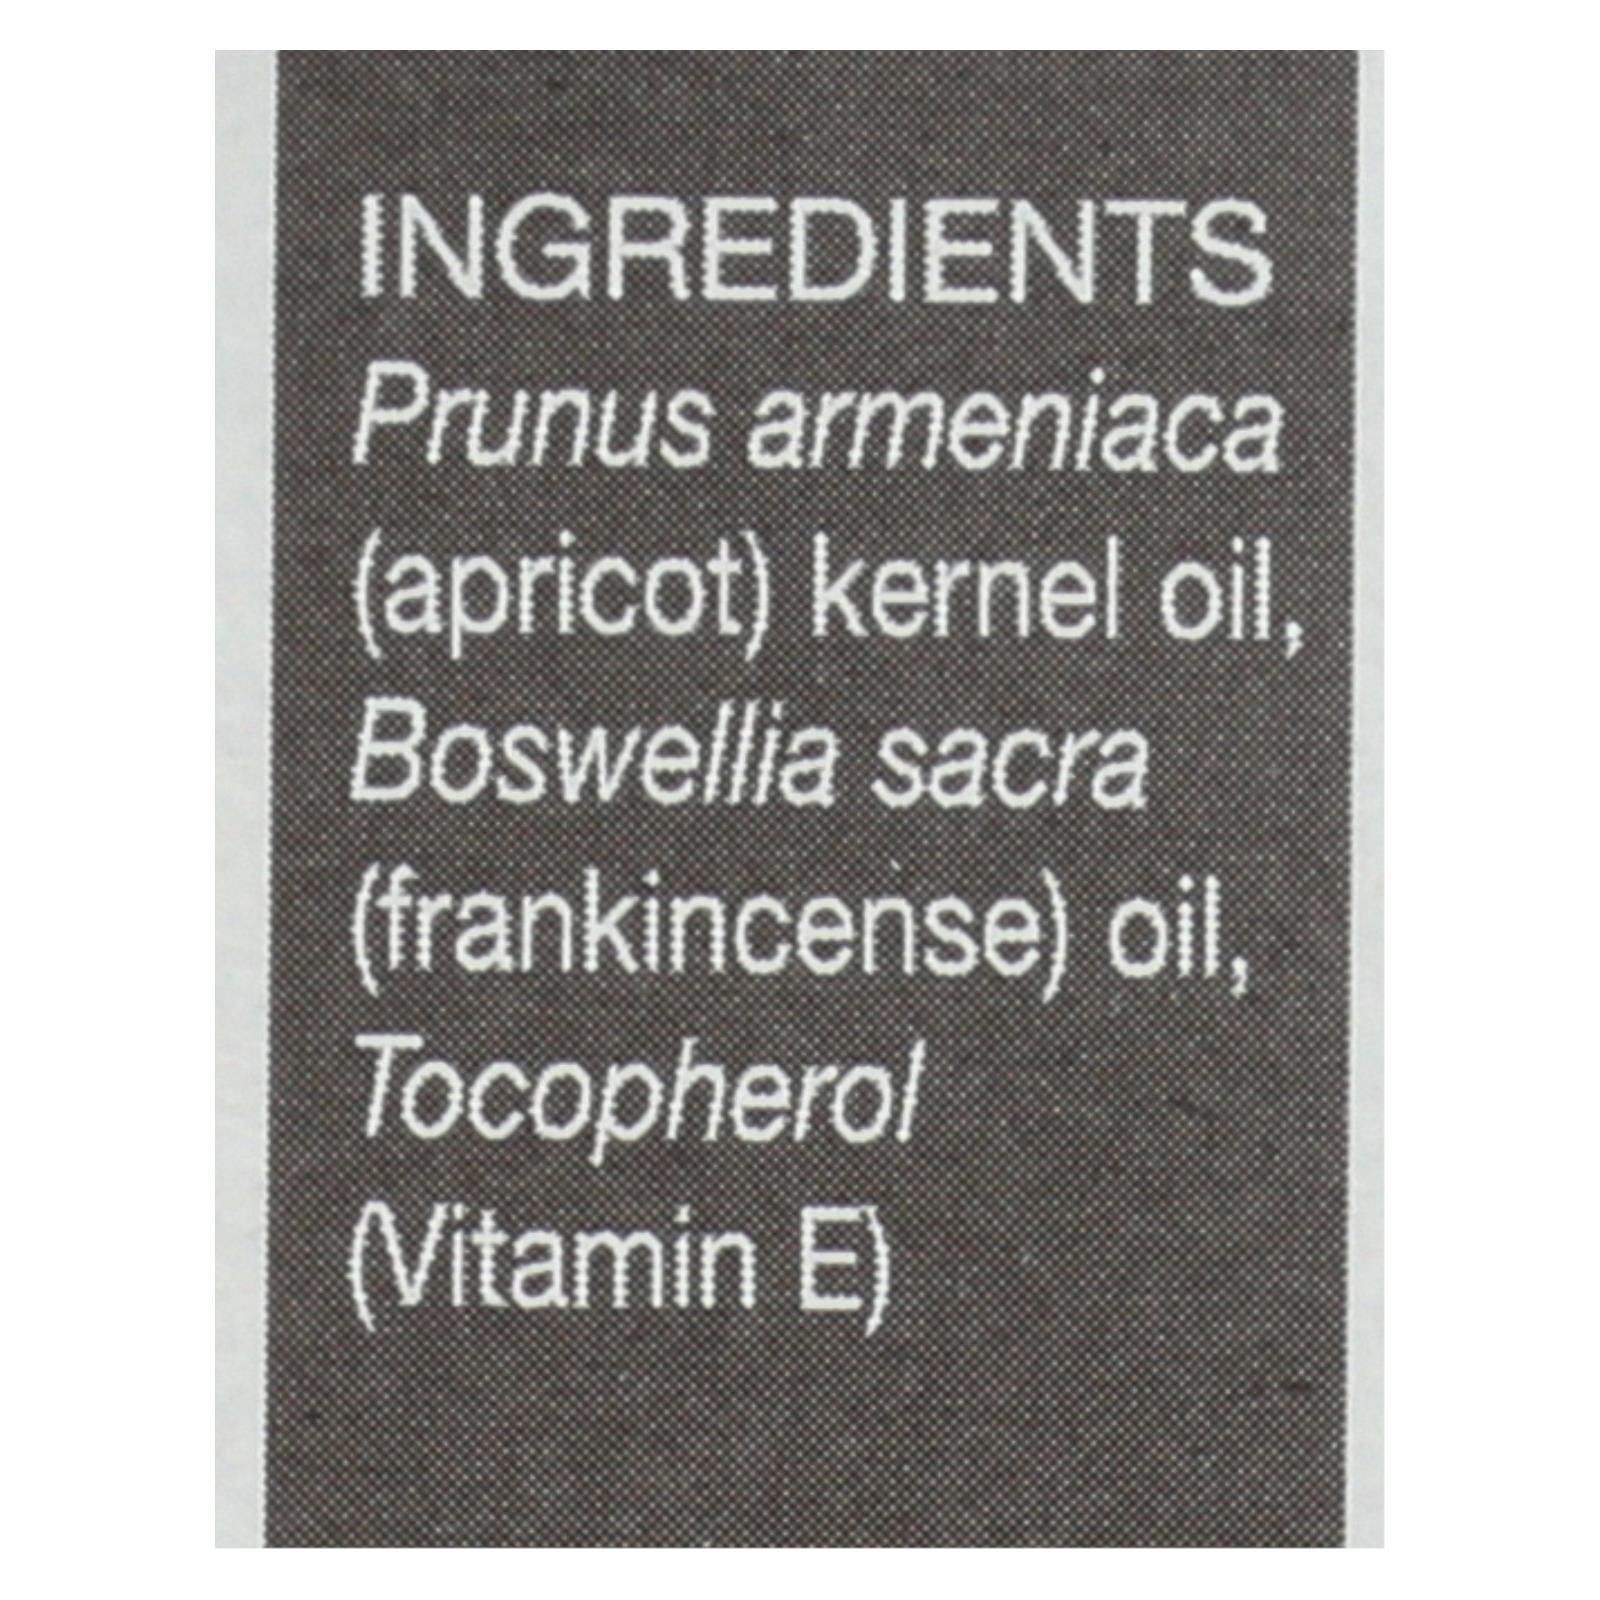 INGREDIENTS
Prunus armeniaca
(apricot) kernel oil,
Boswellia sacra
(frankincense) oil,
Tocopherol
(Vitamin E)